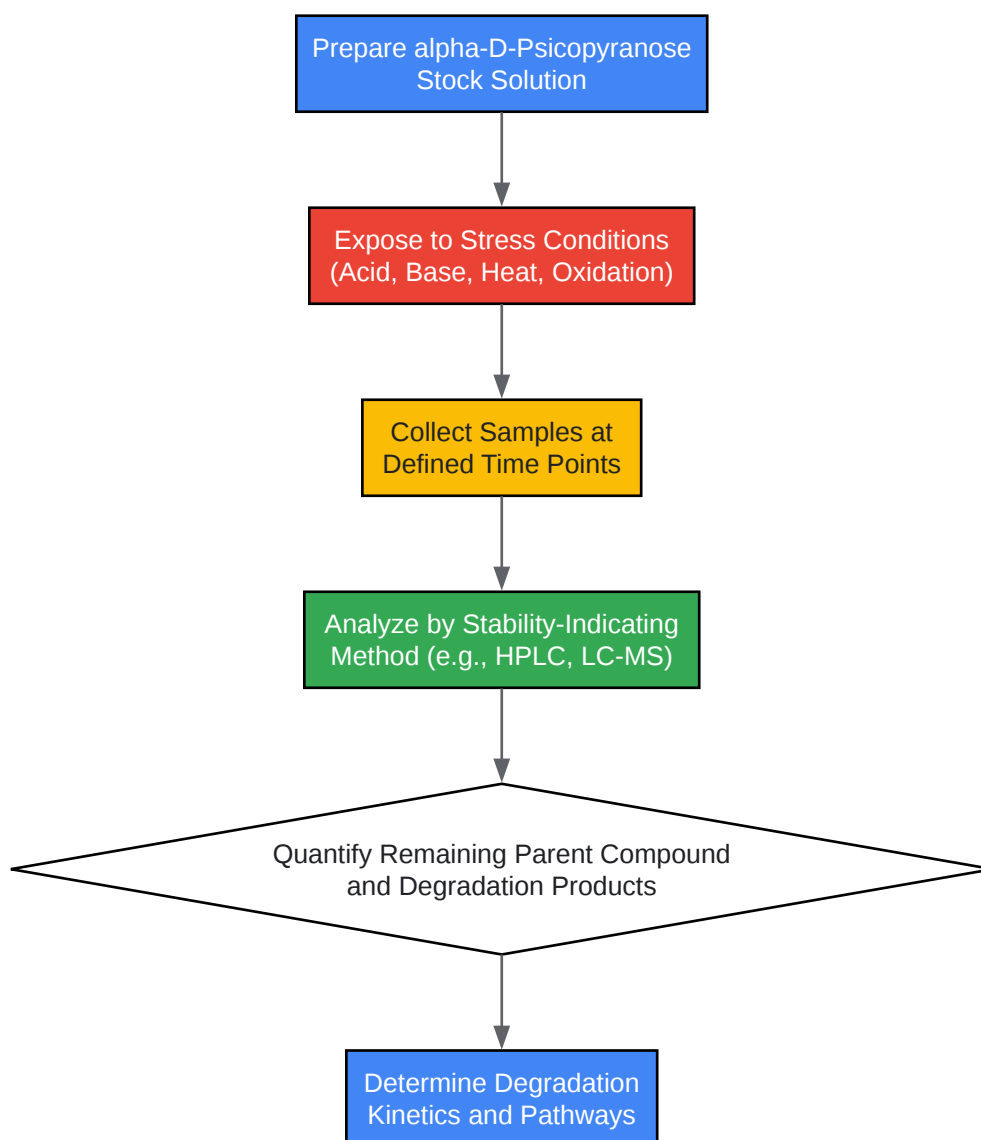 Prepare alpha-D-Psicopyranose
Stock Solution
Expose to Stress Conditions
(Acid, Base, Heat, Oxidation)
Collect Samples at
Defined Time Points
Analyze by Stability-Indicating
Method (e.g., HPLC, LC-MS)
Quantify Remaining Parent Compound
and Degradation Products
Determine Degradation
Kinetics and Pathways